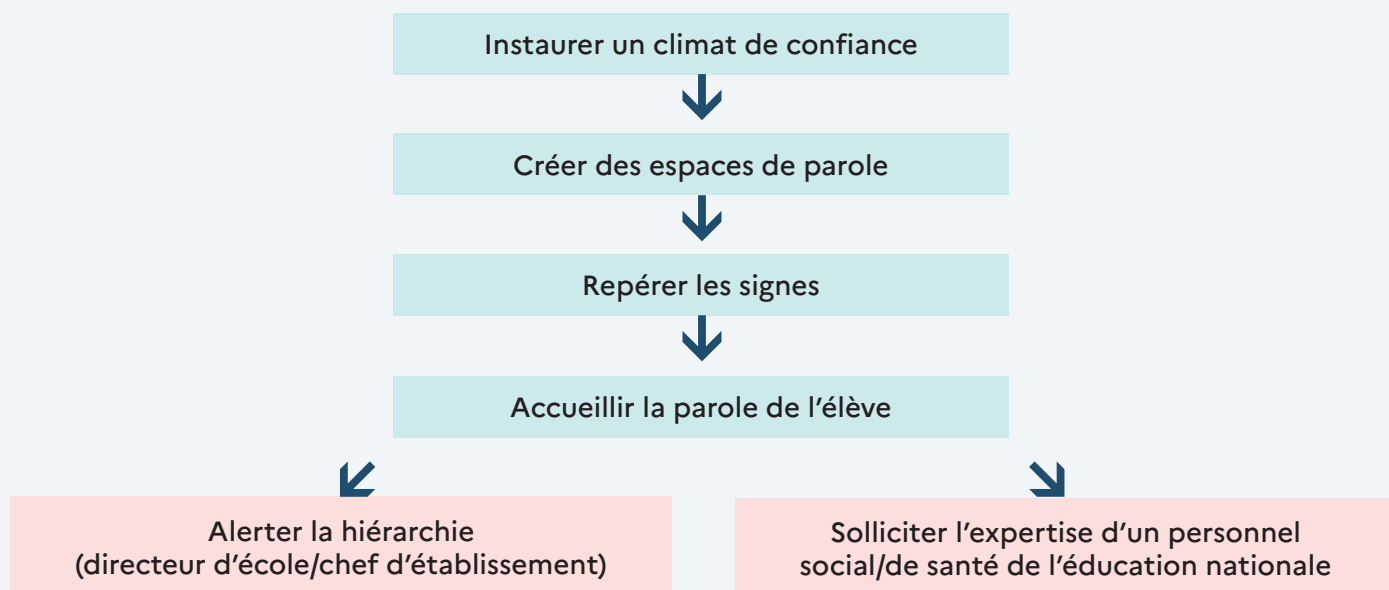 Instaurer un climat de confiance
Créer des espaces de parole
Repérer les signes
Accueillir la parole de l’élève
Alerter la hiérarchie
(directeur d’école/chef d’établissement)
Solliciter l’expertise d’un personnel
social/de santé de l’éducation nationale